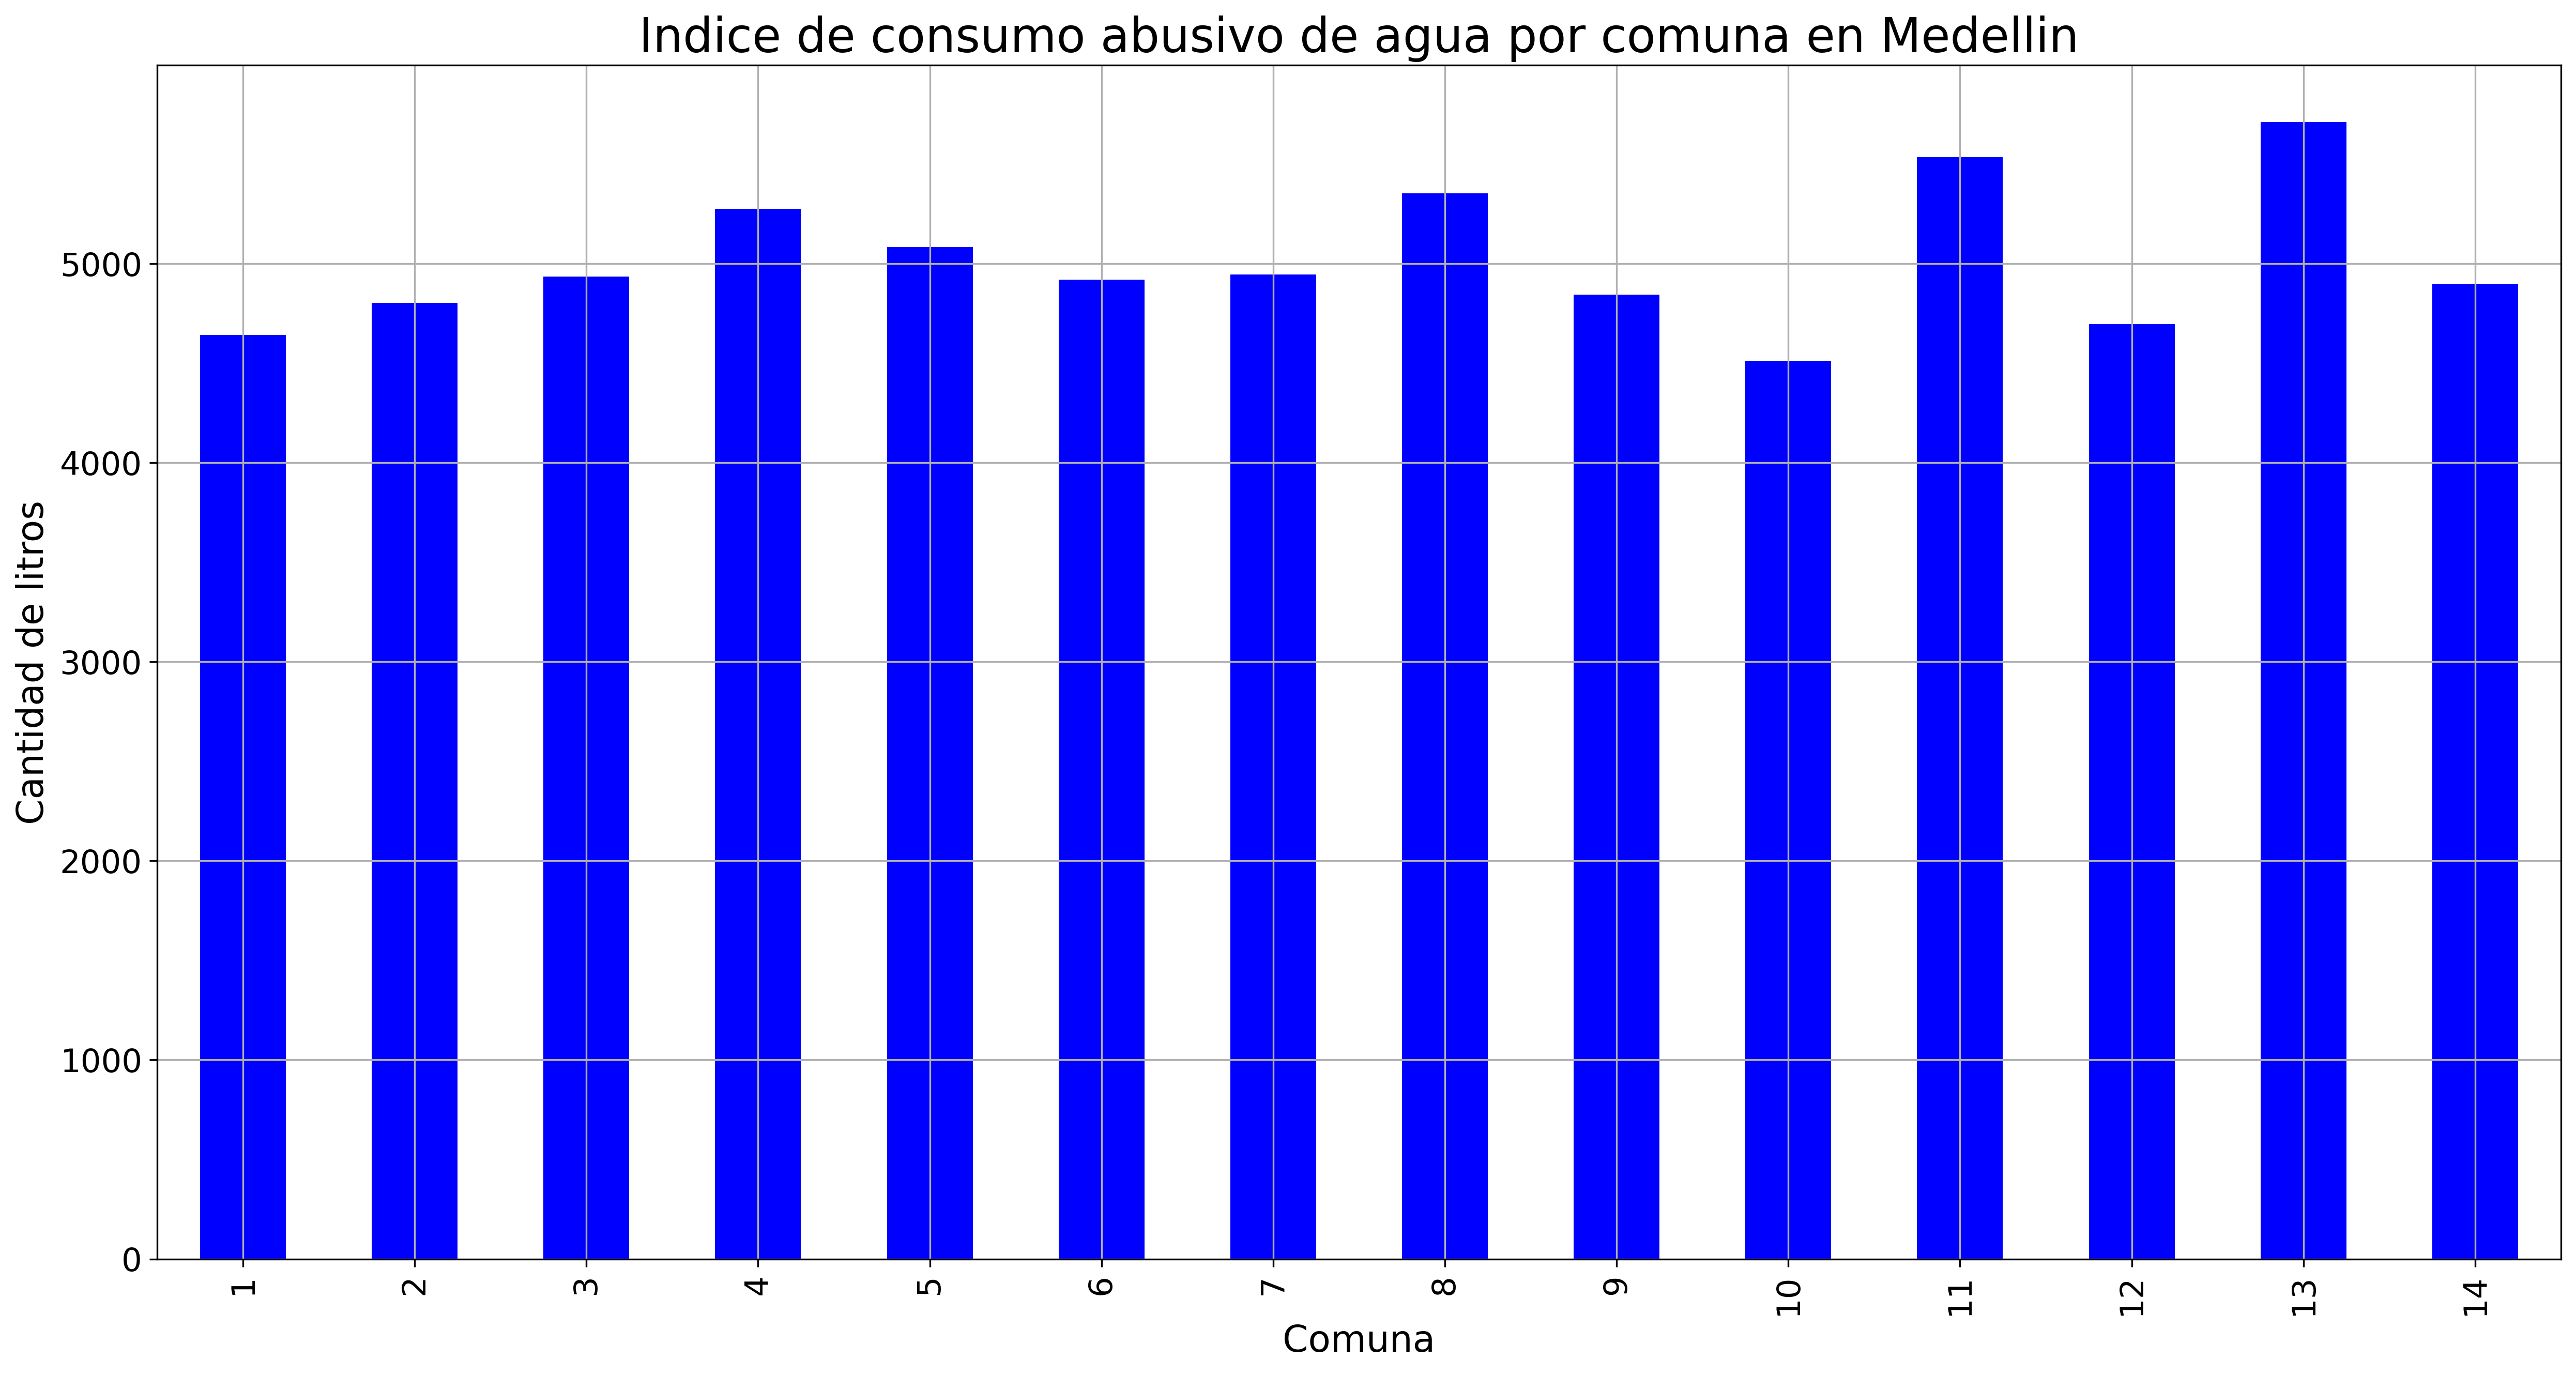 Indice de consumo abusivo de agua por comuna en Medellin
Cantidad de litros
5000
4000
3000
2000
1000
0
1 2 3 4 5 6 7 8 9 10 11 12 13 14
Comuna